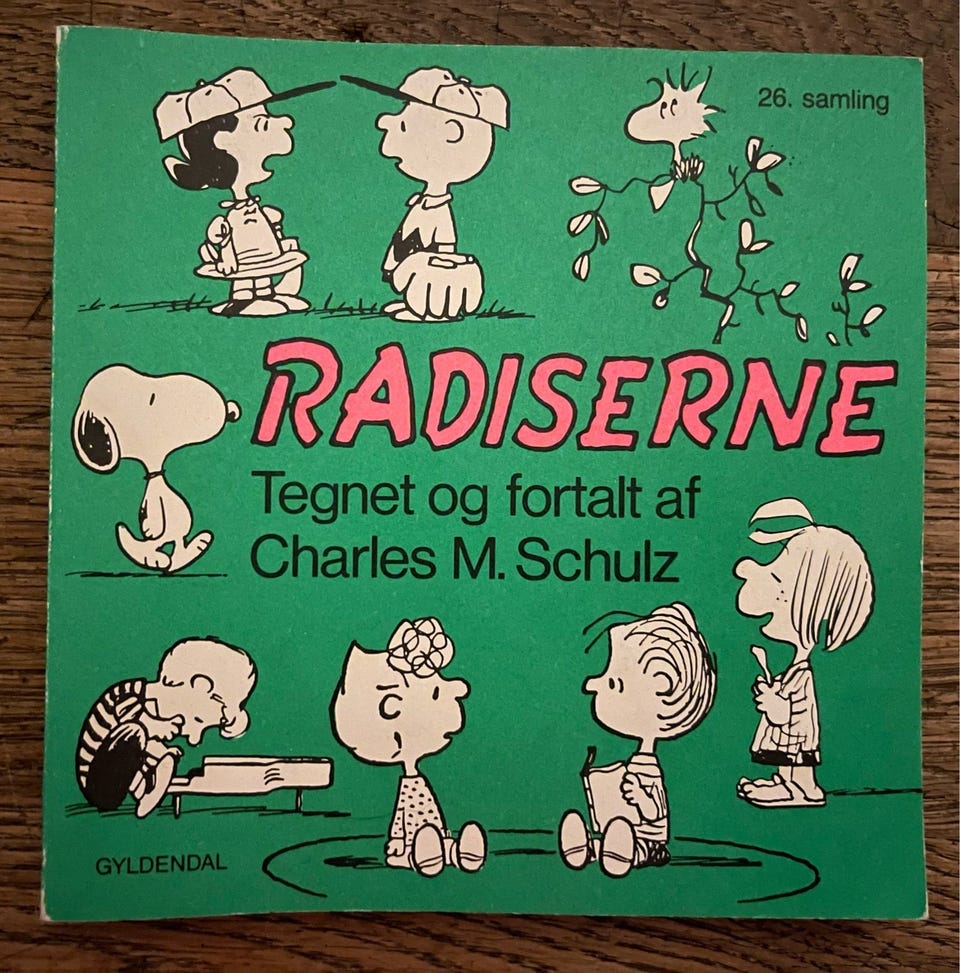 26. samling
RADISERNE
Tegnet og fortalt af
Charles M. Schulz
GYLDENDAL